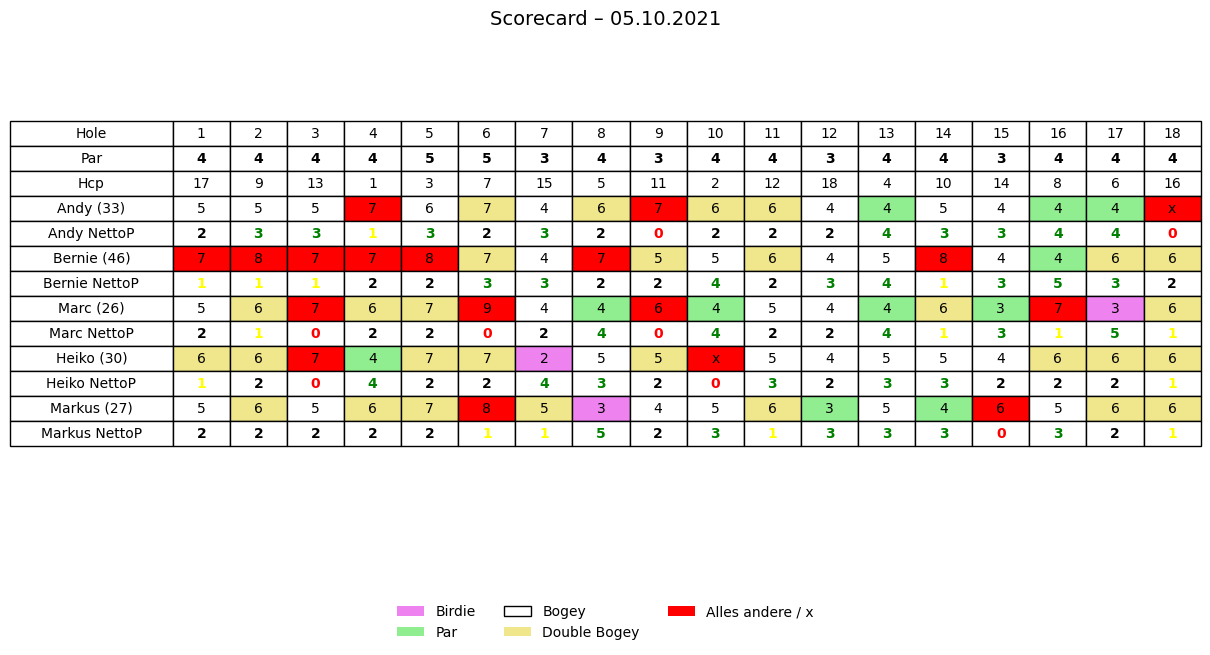 Scorecard – 05.10.2021
Hole 1 2 3 4 5 6 7 8 9 10 11 12 13 14 15 16 17 18
Par 4 4 4 4 5 5 3 4 3 4 4 3 4 4 3 4 4 4
Hcp 17 9 13 1 3 7 15 5 11 2 12 18 4 10 14 8 6 16
Andy (33) 5 5 5 7 6 7 4 6 7 6 6 4 4 5 4 4 4 x
Andy NettoP 2 3 3 1 3 2 3 2 0 2 2 2 4 3 3 4 4 0
Bernie (46) 7 8 7 7 8 7 4 7 5 5 6 4 5 8 4 4 6 6
Bernie NettoP 1 1 1 2 2 3 3 2 2 4 2 3 4 1 3 5 3 2
Marc (26) 5 6 7 6 7 9 4 4 6 4 5 4 4 6 3 7 3 6
Marc NettoP 2 1 0 2 2 0 2 4 0 4 2 2 4 1 3 1 5 1
Heiko (30) 6 6 7 4 7 7 2 5 5 x 5 4 5 5 4 6 6 6
Heiko NettoP 1 2 0 4 2 2 4 3 2 0 3 2 3 3 2 2 2 1
Markus (27) 5 6 5 6 7 8 5 3 4 5 6 3 5 4 6 5 6 6
Markus NettoP 2 2 2 2 2 1 1 5 2 3 1 3 3 3 0 3 2 1
Birdie Bogey Alles andere / x
Par Double Bogey